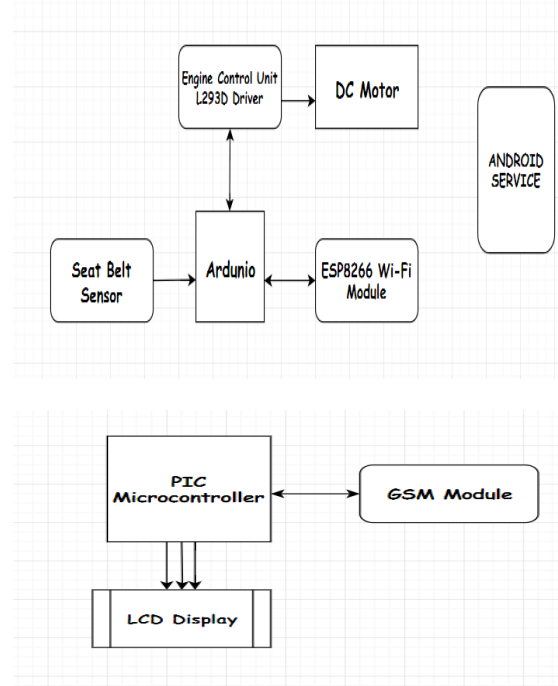 Engine Control Unit
L293D Driver
DC Motor
ANDROID
SERVICE
Seat Belt
Sensor
Ardunio
ESP8266 Wi-Fi
Module
PIC
Microcontroller
GSM Module
LCD Display